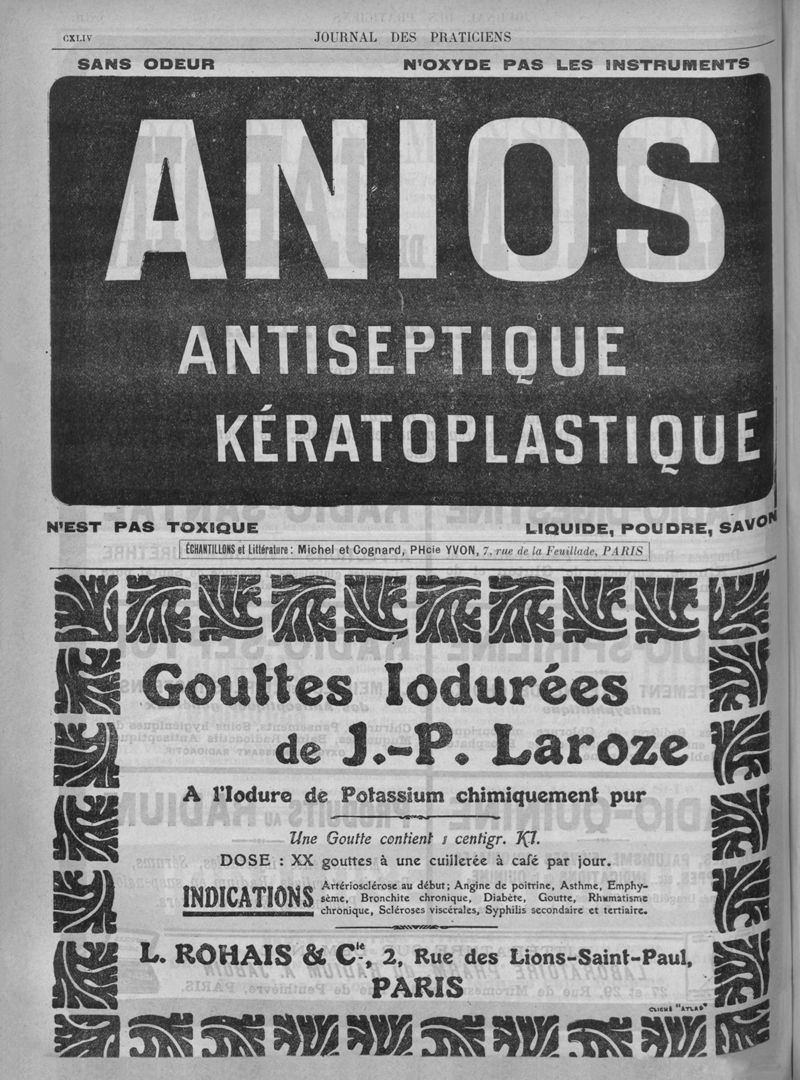 CXLIV
JOURNAL DES PRATICIENS
SANS ODEUR
N'OXYDE PAS LES INSTRUMENTS
ANIOS
ANTISEPTIQUE
KÉRATOPLASTIQUE
N'EST PAS TOXIQUE
LIQUIDE, POUDRE, SAVON
ÉCHANTILLONS et Littérature: Michel et Cognard, PHcie YVON, 7, rue de la Feuillade, PARIS
Gouttes Iodurées
de J.-P. Laroze
A l'Iodure de Potassium chimiquement pur
Une Goutte contient 5 centigr. KI.
DOSE : XX gouttes à une cuillerée à café par jour.
INDICATIONS
Artériosclérose au début; Angine de poitrine, Asthme, Emphy-
sème, Bronchite chronique, Diabète, Goutte, Rhumatisme
chronique, Scléroses viscérales, Syphilis secondaire et tertiaire.
L. ROHAIS & Cie, 2, Rue des Lions-Saint-Paul,
PARIS
CLICHÉ "ATLAS"